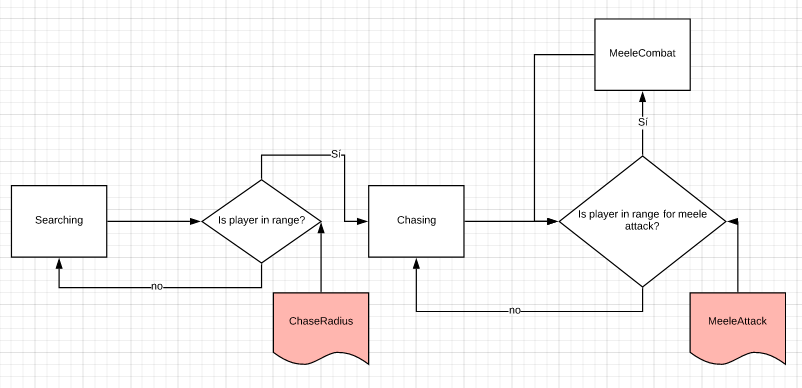 MeeleCombat
Sí
Sí
Searching
Is player in range?
Chasing
Is player in range for meele
attack?
no
no
ChaseRadius
MeeleAttack